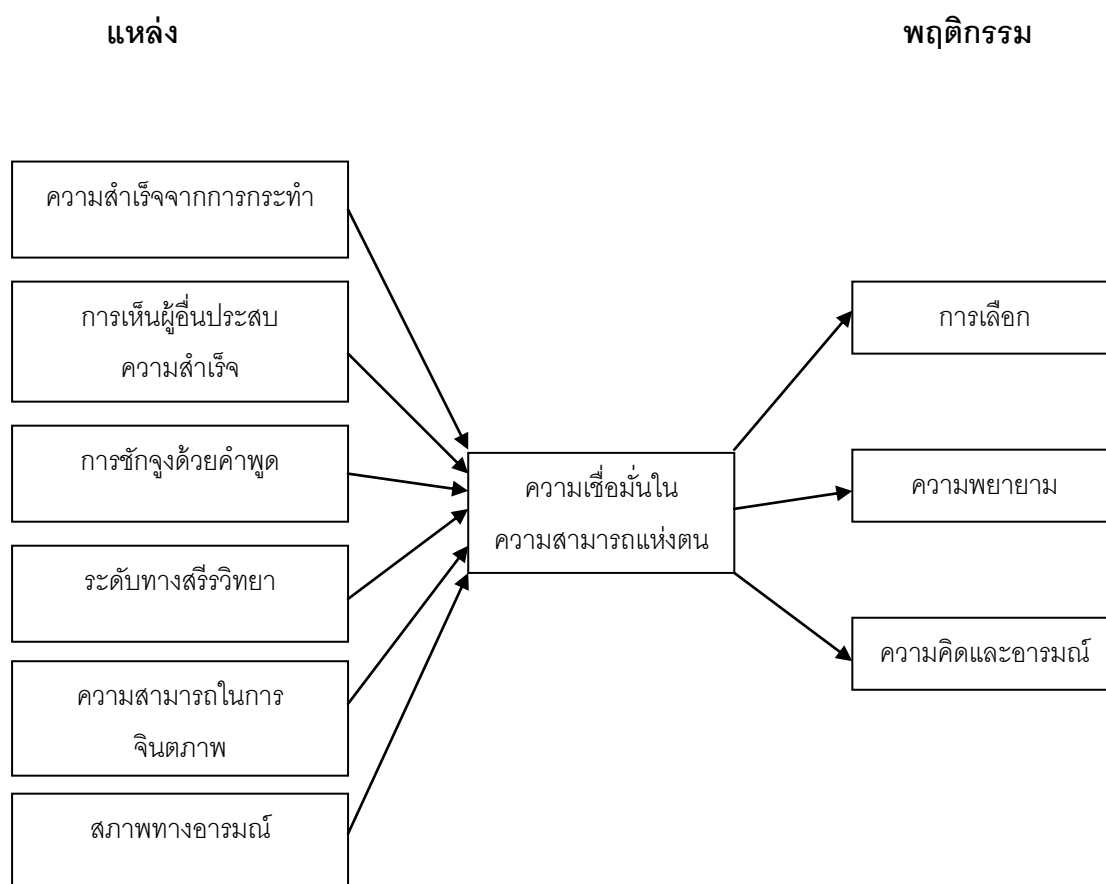 แหล่ง
พฤติกรรม
ความสำเร็จจากการกระทำ
การเห็นผู้อื่นประสบ
ความสำเร็จ
การชักจูงด้วยคำพูด
ระดับทางสรีรวิทยา
ความสามารถในการ
จินตภาพ
สภาพทางอารมณ์
ความเชื่อมั่นใน
ความสามารถแห่งตน
การเลือก
ความพยายาม
ความคิดและอารมณ์